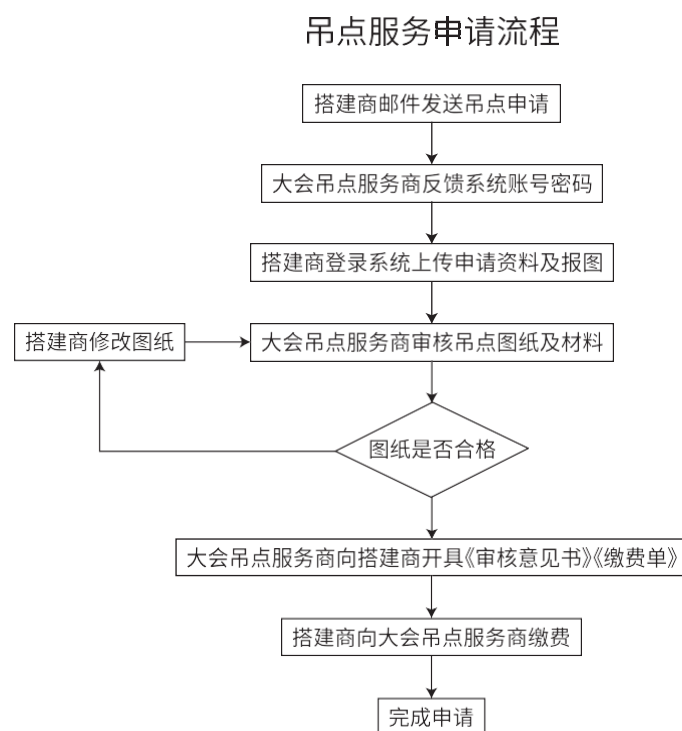 吊点服务申请流程
搭建商邮件发送吊点申请
大会吊点服务商反馈系统账号密码
搭建商登录系统上传申请资料及报图
搭建商修改图纸
大会吊点服务商审核吊点图纸及材料
图纸是否合格
大会吊点服务商向搭建商开具《审核意见书》《缴费单》
搭建商向大会吊点服务商缴费
完成申请